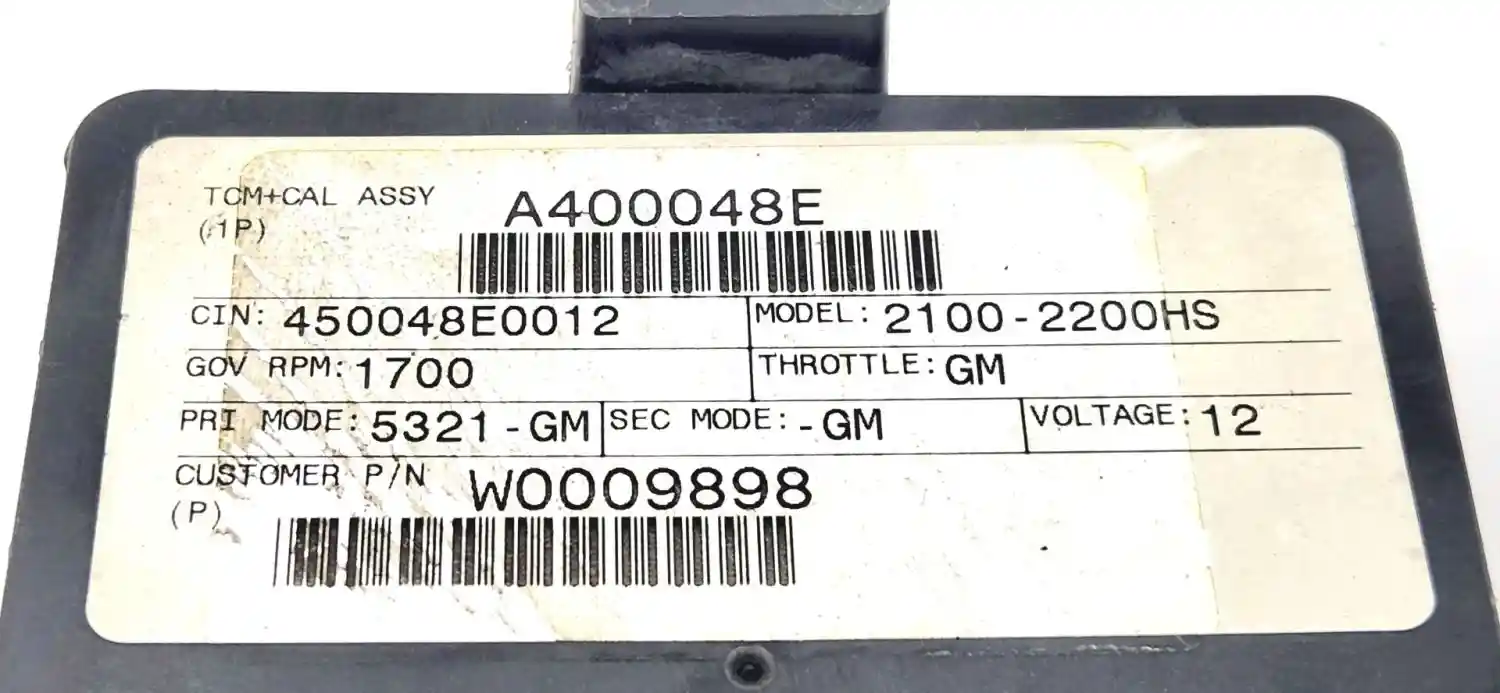 TCM+CAL ASSY A400048E
(1P)
CIN: 450048E0012 MODEL: 2100-2200HS
GOV RPM: 1700 THROTTLE: GM
PRI MODE: 5321-GM SEC MODE: -GM VOLTAGE: 12
CUSTOMER P/N W0009898
(P)